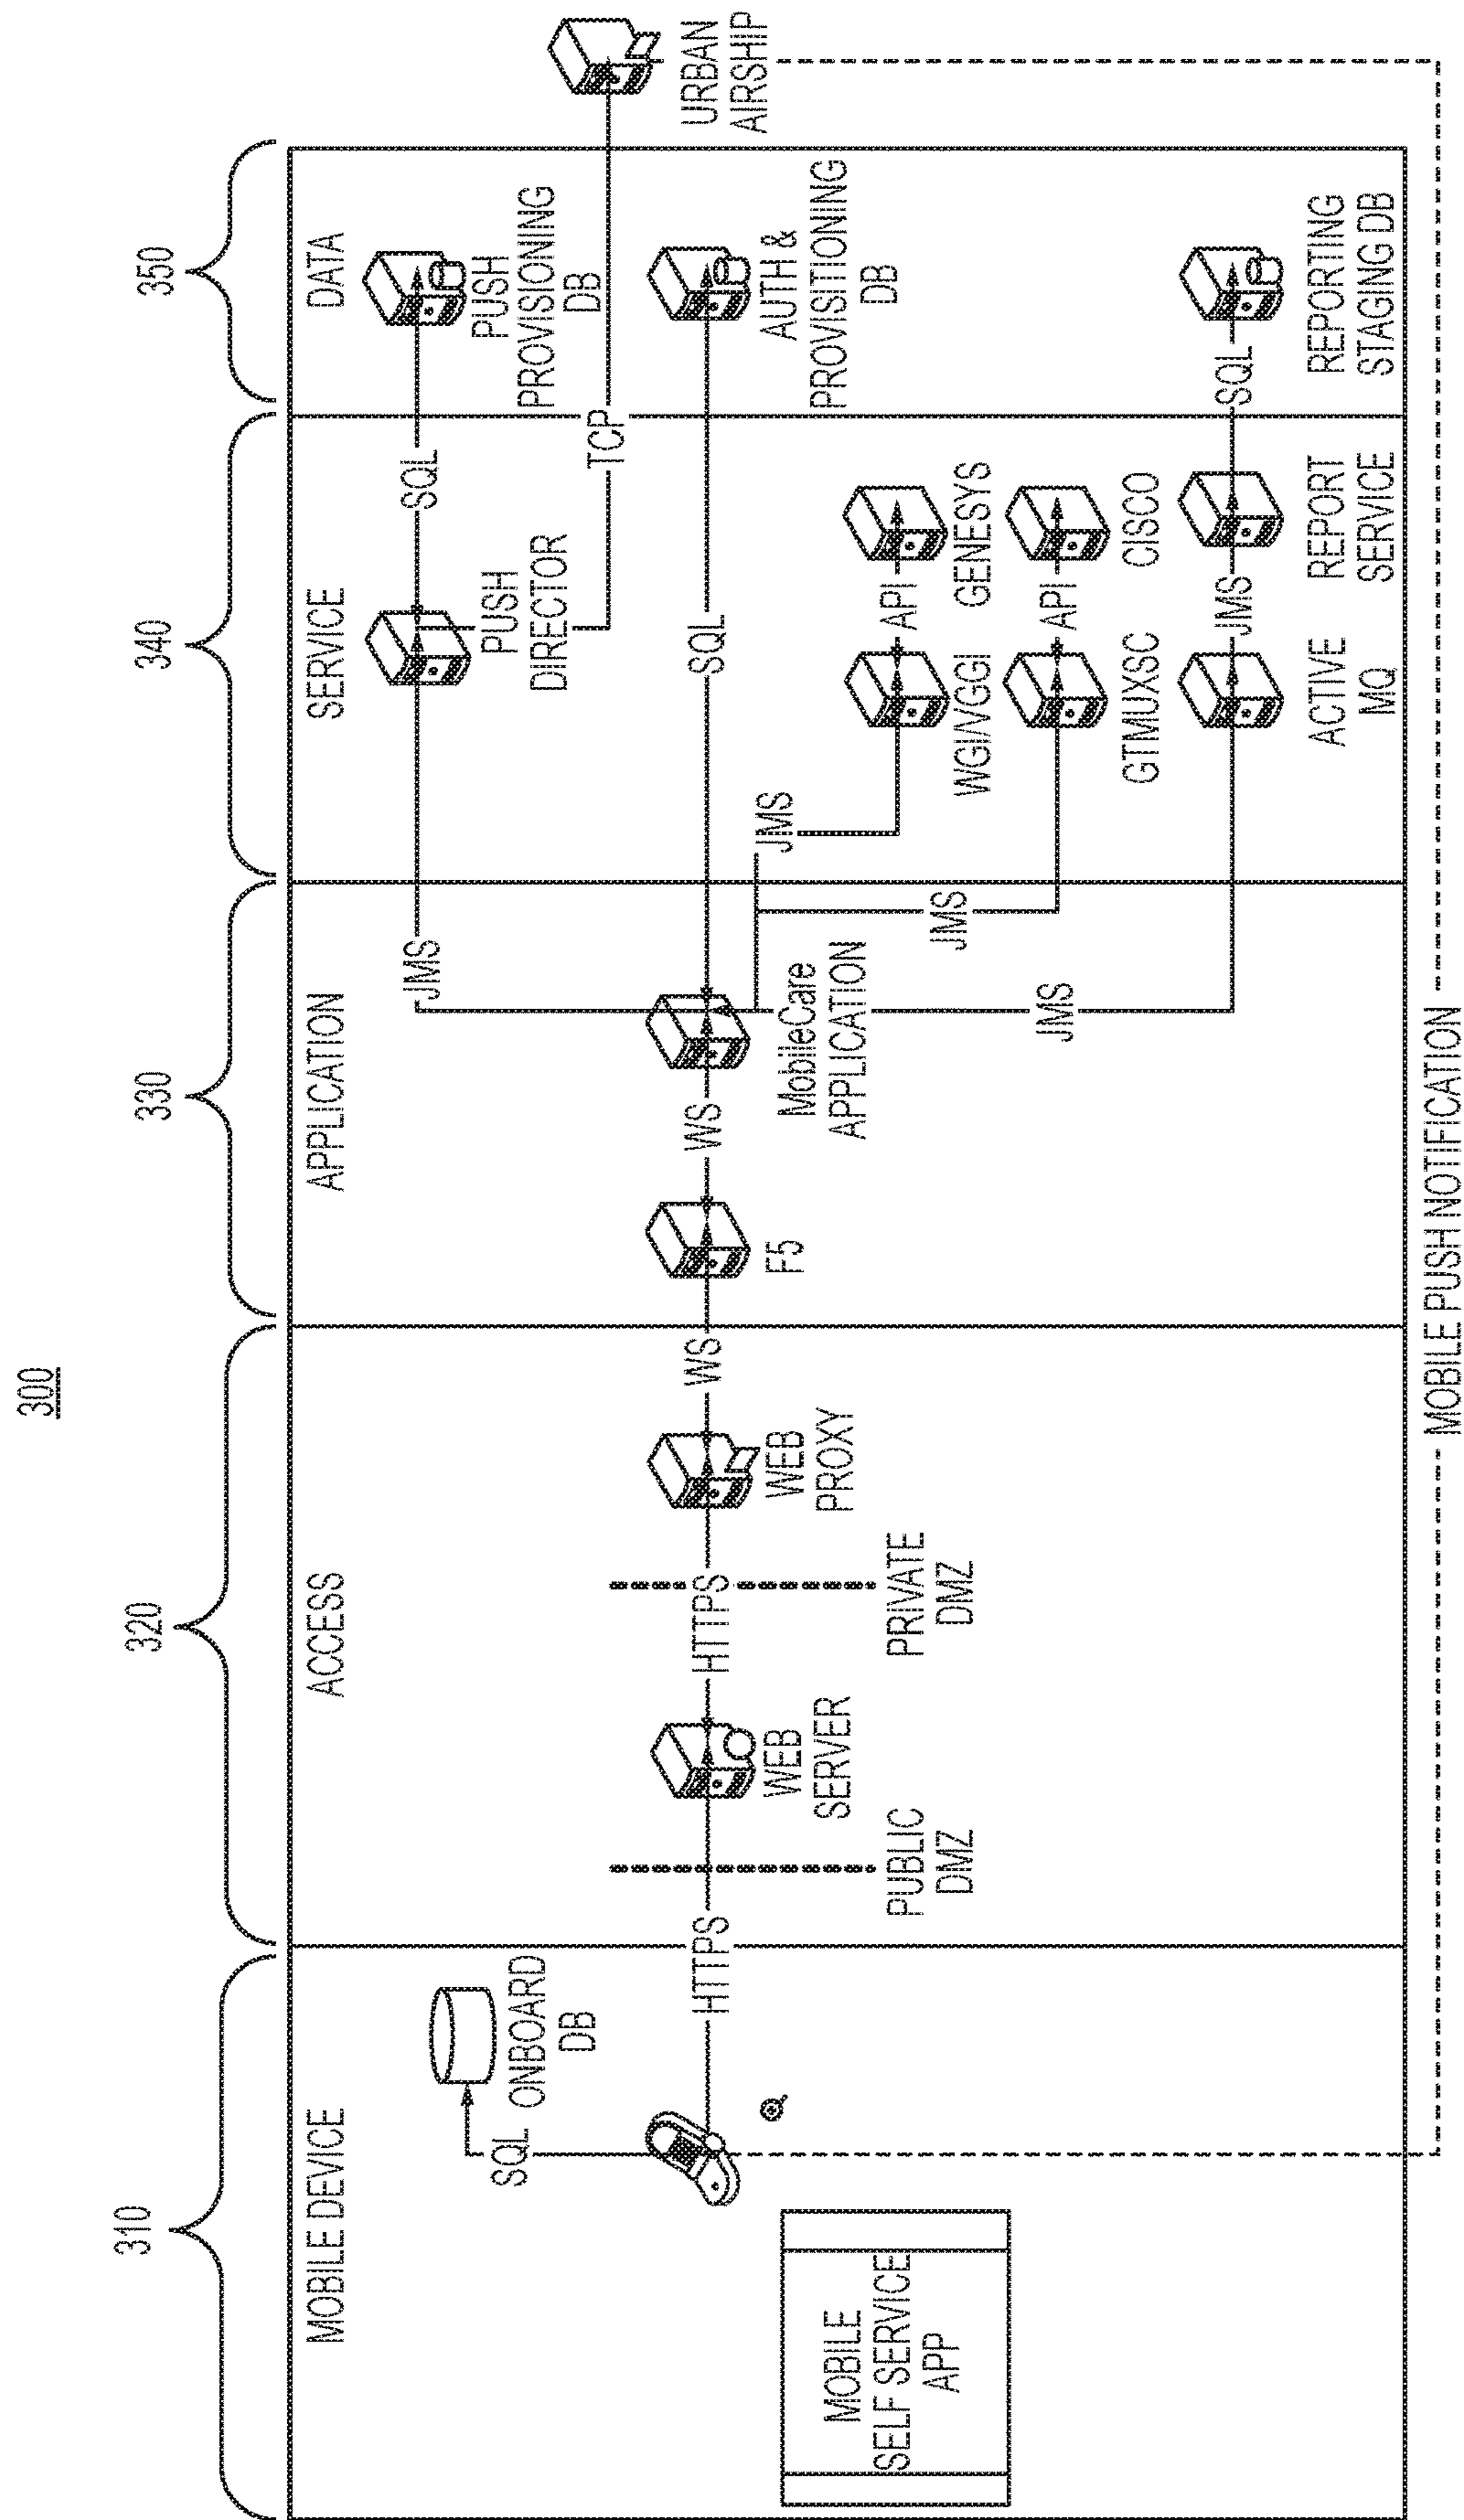 300
310
320
330
340
350
MOBILE DEVICE
ACCESS
APPLICATION
SERVICE
DATA
SQL
ONBOARD
DB
MOBILE
SELF SERVICE
APP
HTTPS
PUBLIC
DMZ
WEB
SERVER
HTTPS
PRIVATE
DMZ
WEB
PROXY
WS
F5
WS
MobileCare
APPLICATION
JMS
JMS
JMS
JMS
PUSH
DIRECTOR
SQL
TCP
SQL
WGI/VGGI
API
GENESYS
GTMUXSC
API
CISCO
ACTIVE
MQ
JMS
REPORT
SERVICE
SQL
PUSH
PROVISIONING
DB
AUTH &
PROVISITIONING
DB
REPORTING
STAGING DB
URBAN
AIRSHIP
MOBILE PUSH NOTIFICATION